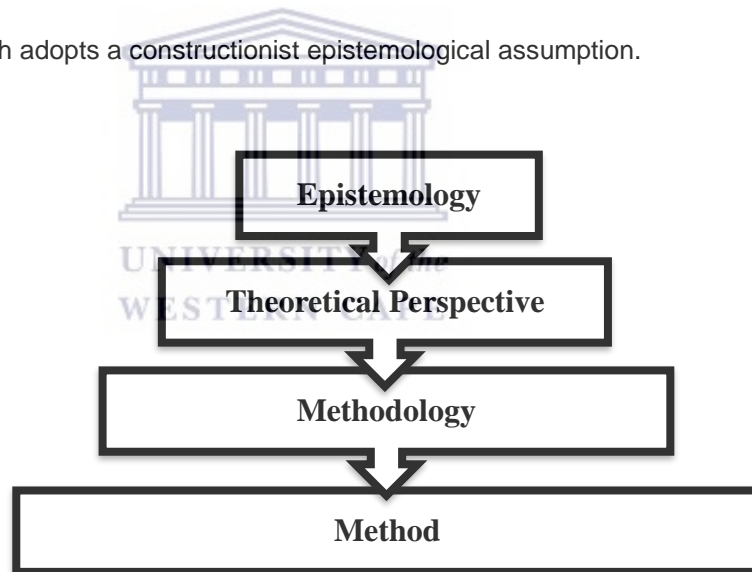 h adopts a constructionist epistemological assumption.
Epistemology
UNIVERSITY of the
Theoretical Perspective
WESTERN CAPE
Methodology
Method